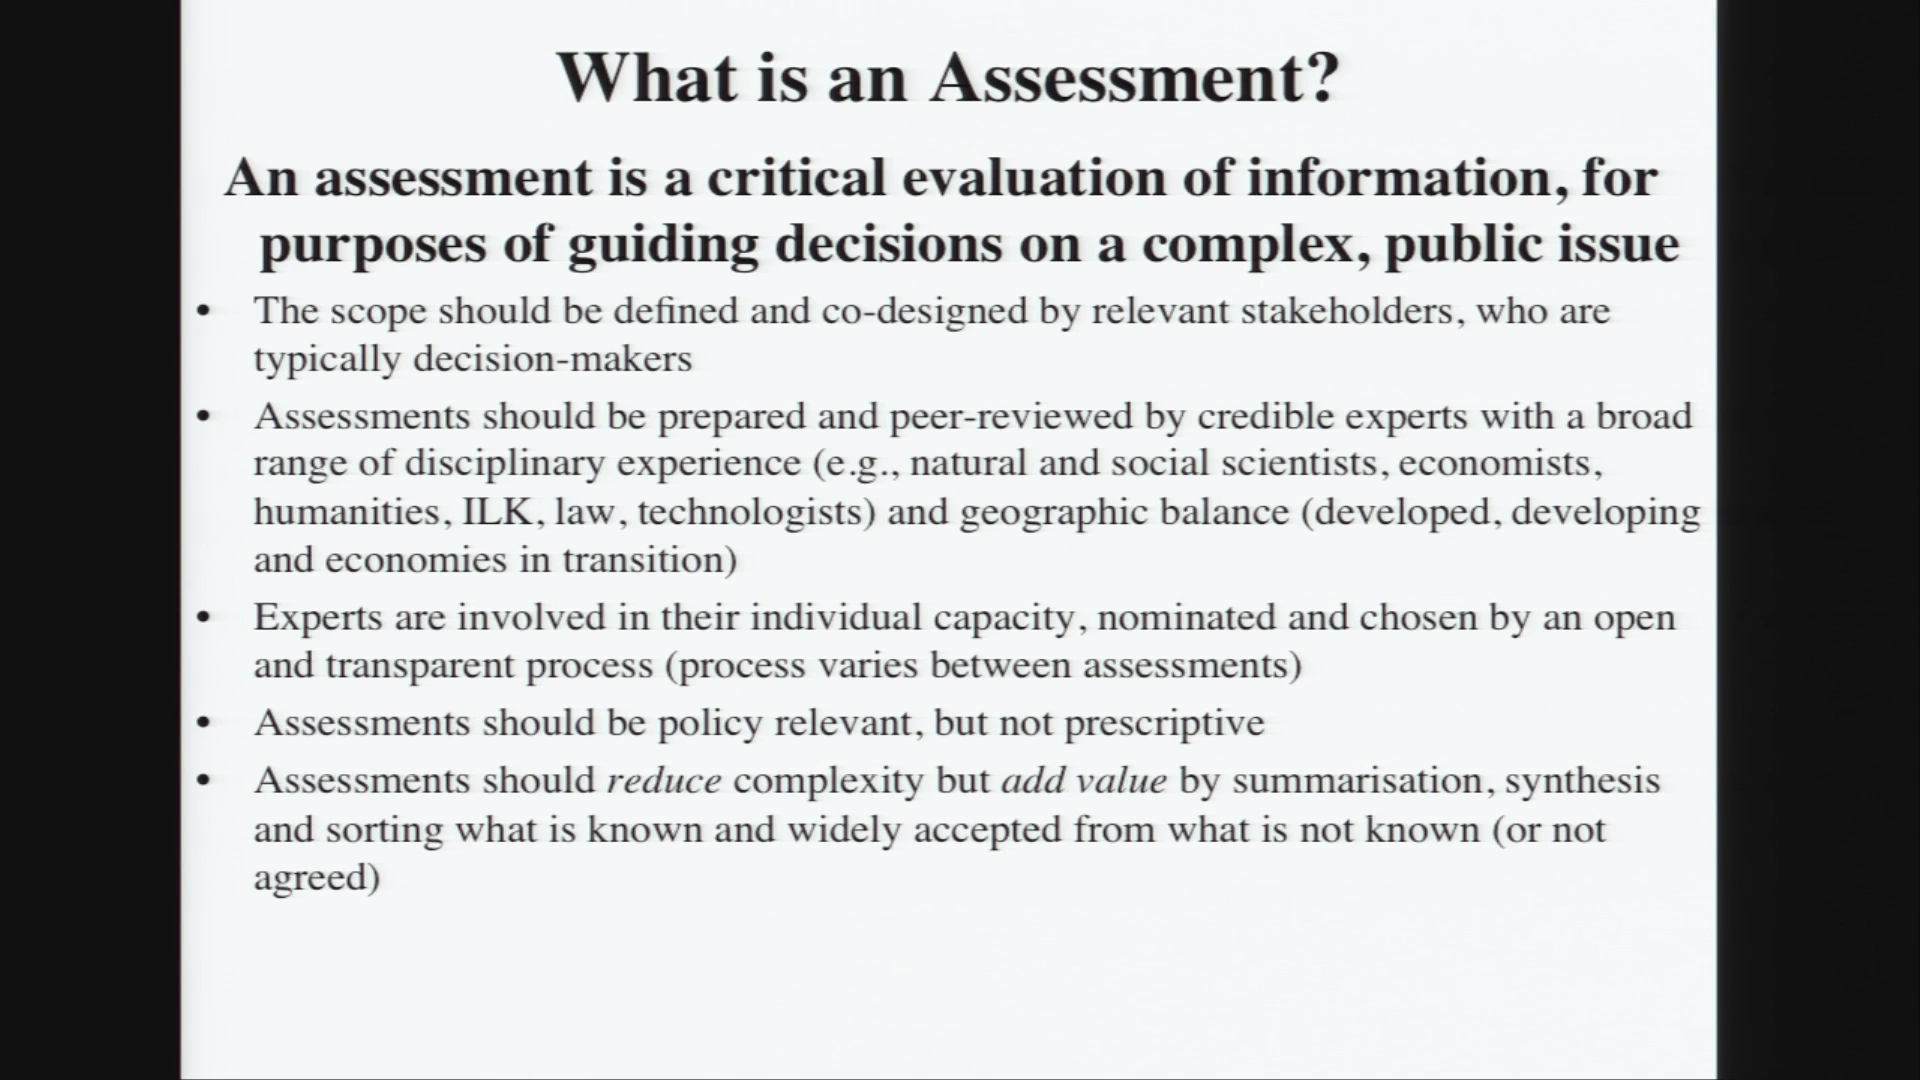 What is an Assessment?
An assessment is a critical evaluation of information, for
purposes of guiding decisions on a complex, public issue
• The scope should be defined and co-designed by relevant stakeholders, who are
typically decision-makers
• Assessments should be prepared and peer-reviewed by credible experts with a broad
range of disciplinary experience (e.g., natural and social scientists, economists,
humanities, ILK, law, technologists) and geographic balance (developed, developing
and economies in transition)
• Experts are involved in their individual capacity, nominated and chosen by an open
and transparent process (process varies between assessments)
• Assessments should be policy relevant, but not prescriptive
• Assessments should reduce complexity but add value by summarisation, synthesis
and sorting what is known and widely accepted from what is not known (or not
agreed)